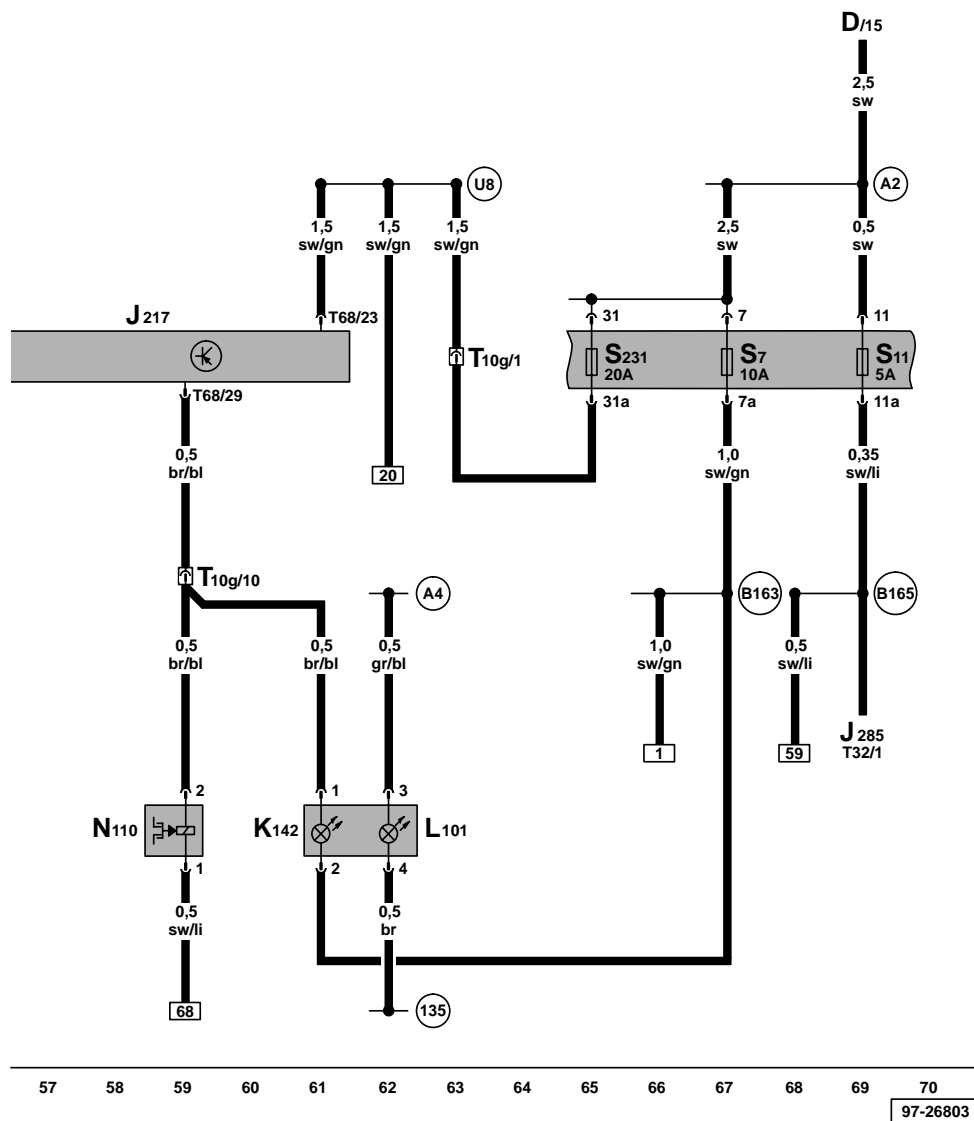 D/15
2,5
sw
U8
A2
1,5
sw/gn
1,5
sw/gn
1,5
sw/gn
2,5
sw
0,5
sw
J217
T68/23
31
7
11
T10g/1
S231
20A
S7
10A
S11
5A
T68/29
31a
7a
11a
0,5
br/bl
20
1,0
sw/gn
0,35
sw/li
T10g/10
A4
B163
B165
0,5
br/bl
0,5
br/bl
0,5
gr/bl
1,0
sw/gn
0,5
sw/li
J285
T32/1
1
59
2
1
3
N110
K142
L101
1
2
4
0,5
sw/li
0,5
br
68
135
57 58 59 60 61 62 63 64 65 66 67 68 69 70
97-26803